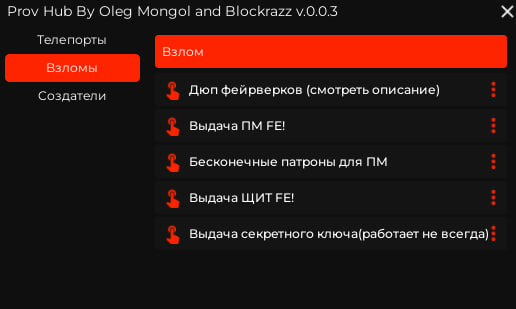 Prov Hub By Oleg Mongol and Blockrazz v.0.0.3
Телепорты
Взломы
Создатели
Взлом
Дюп фейрверков (смотреть описание)
Выдача ПМ FE!
Бесконечные патроны для ПМ
Выдача ЩИТ FE!
Выдача секретного ключа(работает не всегда)